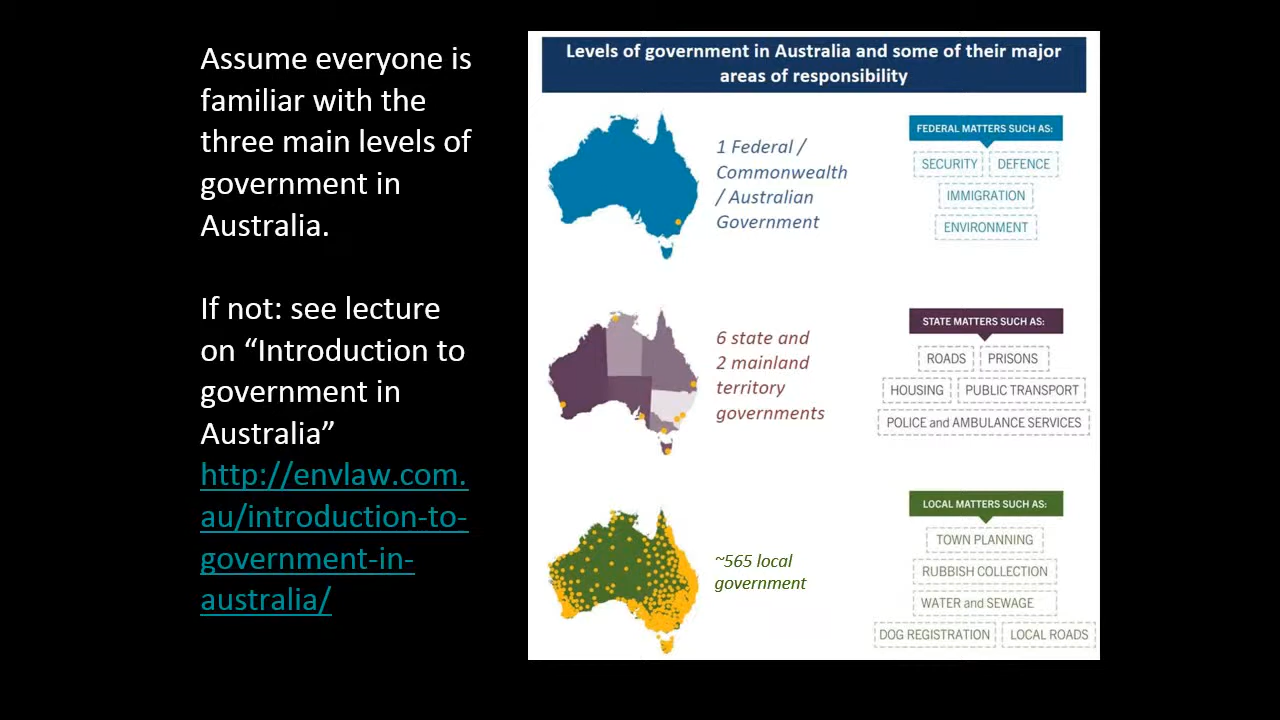 Assume everyone is
familiar with the
three main levels of
government in
Australia.
If not: see lecture
on “Introduction to
government in
Australia”
http://envlaw.com.
au/introduction-to-
government-in-
australia/
Levels of government in Australia and some of their major
areas of responsibility
1 Federal /
Commonwealth
/ Australian
Government
FEDERAL MATTERS SUCH AS:
SECURITY DEFENCE
IMMIGRATION
ENVIRONMENT
6 state and
2 mainland
territory
governments
STATE MATTERS SUCH AS:
ROADS PRISONS
HOUSING PUBLIC TRANSPORT
POLICE and AMBULANCE SERVICES
~565 local
government
LOCAL MATTERS SUCH AS:
TOWN PLANNING
RUBBISH COLLECTION
WATER and SEWAGE
DOG REGISTRATION LOCAL ROADS